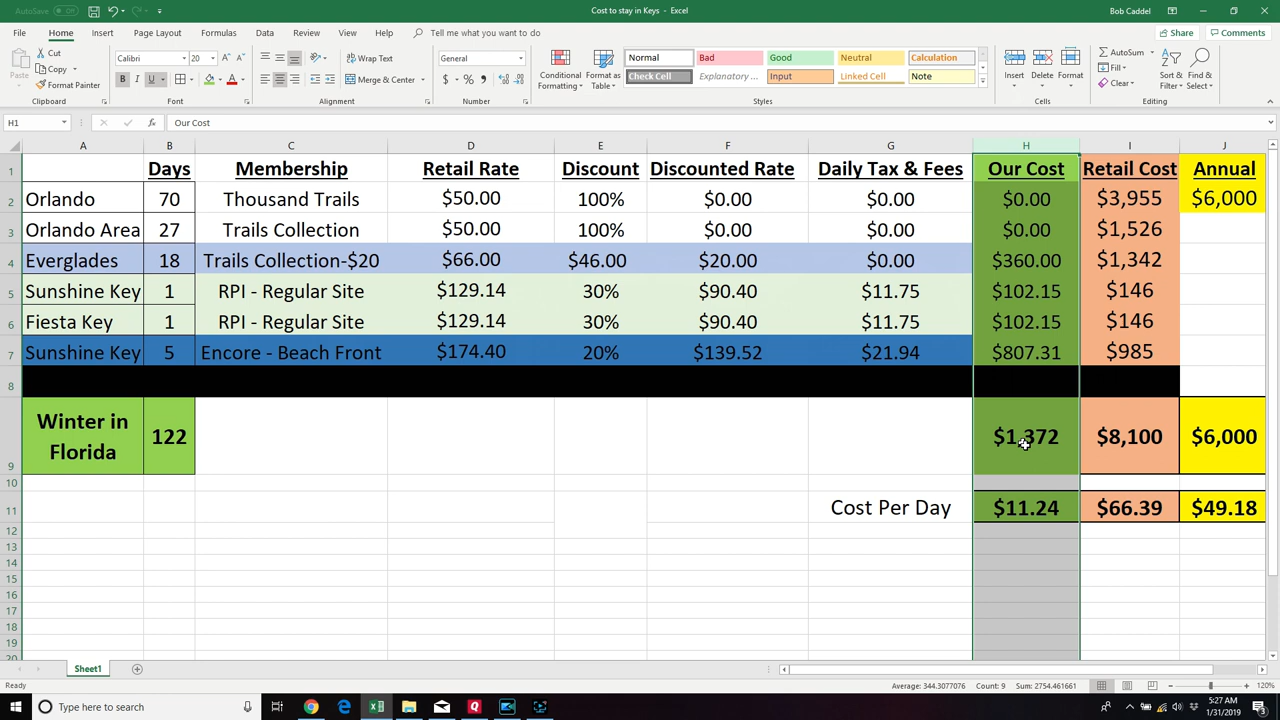 AutoSave Off
Cost to stay in Keys - Excel
Bob Caddel
File Home Insert Page Layout Formulas Data Review View Help Tell me what you want to do Share Comments
Paste Cut Copy Format Painter Clipboard
Calibri 20 B I U A A A Font
Wrap Text Merge & Center Alignment
General $ % , Number
Conditional Formatting Format as Table
Normal Bad Good Neutral Calculation
Check Cell Explanatory ... Input Linked Cell Note
Styles
Insert Delete Format Cells
AutoSum Fill Clear Sort & Filter Find & Select Editing
H1 fx Our Cost
A B C D E F G H I J
1 Days Membership Retail Rate Discount Discounted Rate Daily Tax & Fees Our Cost Retail Cost Annual
2 Orlando 70 Thousand Trails $50.00 100% $0.00 $0.00 $0.00 $3,955 $6,000
3 Orlando Area 27 Trails Collection $50.00 100% $0.00 $0.00 $0.00 $1,526
4 Everglades 18 Trails Collection-$20 $66.00 $46.00 $20.00 $0.00 $360.00 $1,342
5 Sunshine Key 1 RPI - Regular Site $129.14 30% $90.40 $11.75 $102.15 $146
6 Fiesta Key 1 RPI - Regular Site $129.14 30% $90.40 $11.75 $102.15 $146
7 Sunshine Key 5 Encore - Beach Front $174.40 20% $139.52 $21.94 $807.31 $985
8
9 Winter in Florida 122 $1,372 $8,100 $6,000
10
11 Cost Per Day $11.24 $66.39 $49.18
12
13
14
15
16
17
18
19
20
Sheet1
Ready Average: 344.3077076 Count: 9 Sum: 2754.461661 120%
Type here to search
5:27 AM
1/31/2019